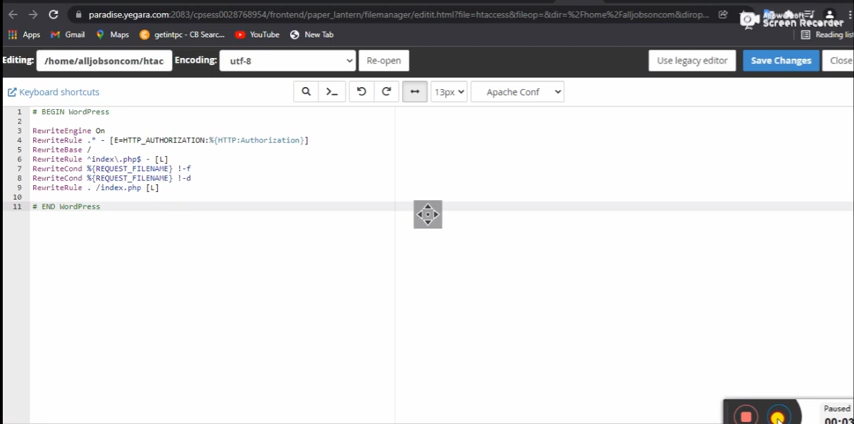 paradise.yegara.com:2083/cpsess0028768954/frontend/paper_lantern/filemanager/editit.html?file=htaccess&fileop=&dir=%2Fhome%2Falljobsoncom&dirop...
Screen Recorder
Apps Gmail Maps getintpc - CB Searc... YouTube New Tab Reading list
Editing: /home/alljobsoncom/htac Encoding: utf-8 Re-open Use legacy editor Save Changes Close
Keyboard shortcuts 13px Apache Conf
1 # BEGIN WordPress
2
3 RewriteEngine On
4 RewriteRule .* - [E=HTTP_AUTHORIZATION:%{HTTP:Authorization}]
5 RewriteBase /
6 RewriteRule ^index\.php$ - [L]
7 RewriteCond %{REQUEST_FILENAME} !-f
8 RewriteCond %{REQUEST_FILENAME} !-d
9 RewriteRule . /index.php [L]
10
11 # END WordPress
Paused
00:03